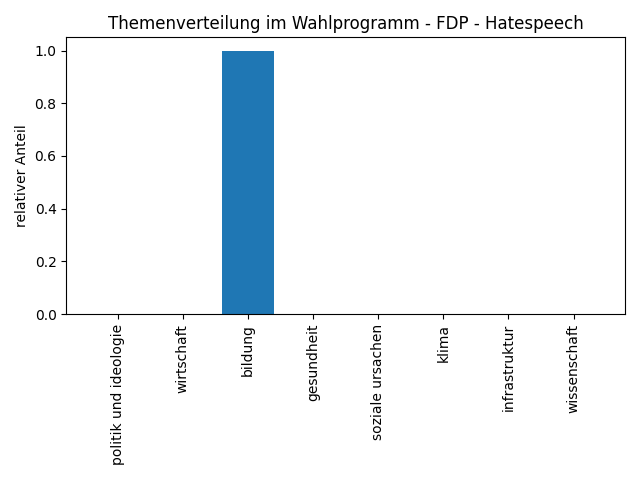 Themenverteilung im Wahlprogramm - FDP - Hatespeech
relativer Anteil
1.0
0.8
0.6
0.4
0.2
0.0
politik und ideologie
wirtschaft
bildung
gesundheit
soziale ursachen
klima
infrastruktur
wissenschaft